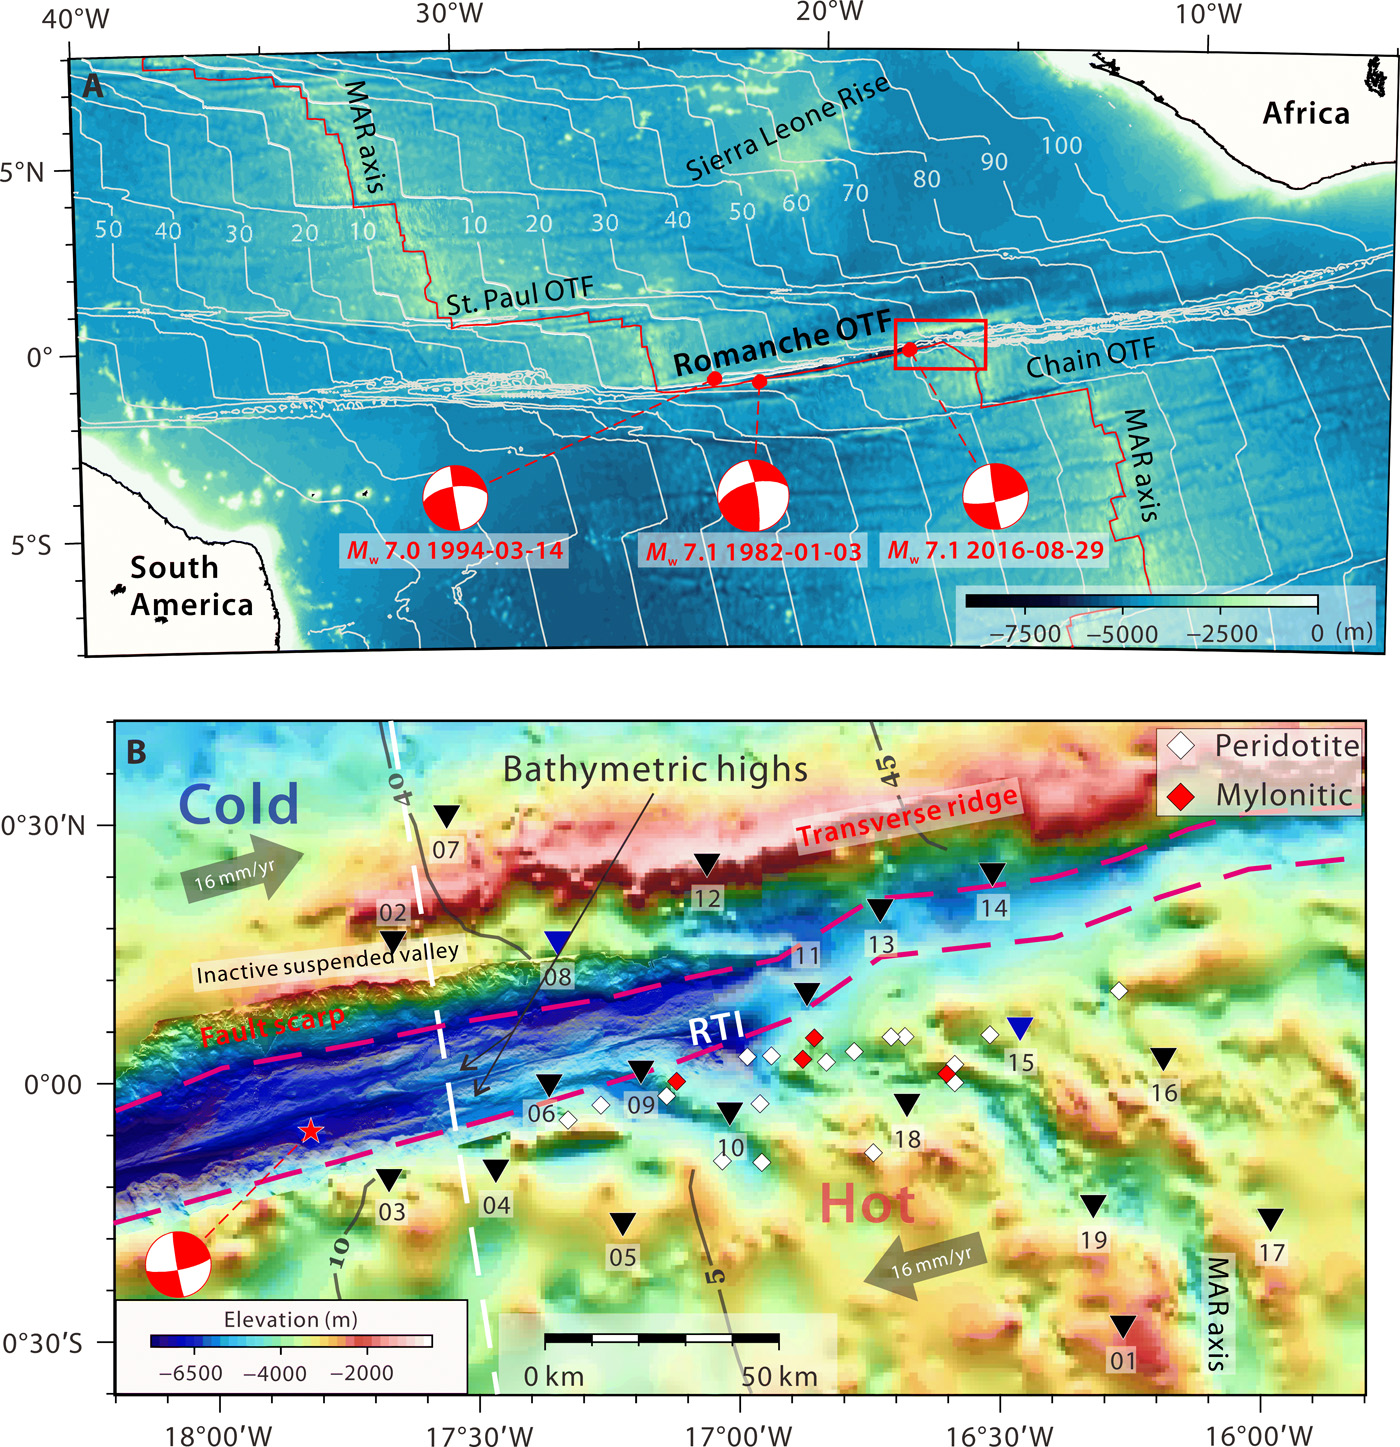 40°W
30°W
20°W
10°W
A
MAR axis
Sierra Leone Rise
Africa
5°N
100
90
80
70
60
50
40
30
20
10
10
20
30
40
50
St. Paul OTF
Romanche OTF
0°
Chain OTF
MAR axis
Mw 7.0 1994-03-14
Mw 7.1 1982-01-03
Mw 7.1 2016-08-29
5°S
South
America
−7500
−5000
−2500
0 (m)
B
Bathymetric highs
Peridotite
Mylonitic
Cold
40
45
Transverse ridge
0°30′N
07
16 mm/yr
12
02
14
13
Inactive suspended valley
11
08
Fault scarp
RTI
15
0°00
16
06
09
10
18
03
04
Hot
05
19
17
10
5
16 mm/yr
MAR axis
01
Elevation (m)
−6500
−4000
−2000
0°30′S
0 km
50 km
18°00′W
17°30′W
17°00′W
16°30′W
16°00′W